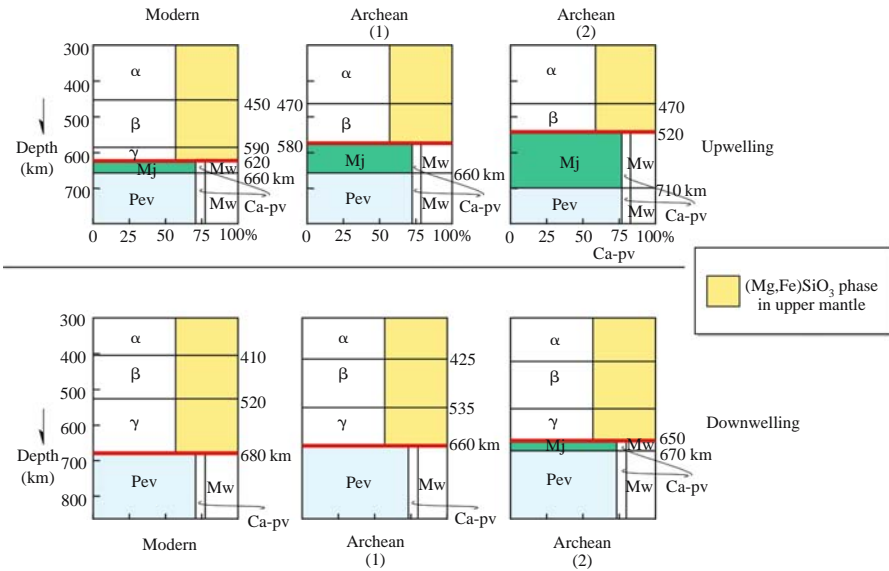 Modern
Archean
(1)
Archean
(2)
300
400
500
600
700
Depth
(km)
α
β
γ
Mj
Mw
Pev
Mw
450
590
620
660 km
Ca-pv
0 25 50 75 100%
470
580
α
β
Mj
Mw
Pev
Mw
660 km
Ca-pv
0 25 50 75 100%
α
β
Mj
Mw
Pev
Mw
470
520
710 km
Ca-pv
0 25 50 75 100%
Ca-pv
Upwelling
(Mg,Fe)SiO₃ phase
in upper mantle
300
400
500
600
700
800
Depth
(km)
α
β
γ
Pev
Mw
410
520
680 km
Ca-pv
α
β
γ
Pev
Mw
425
535
660 km
Ca-pv
α
β
γ
Mj
Mw
Pev
Mw
650
670 km
Ca-pv
Downwelling
Modern
Archean
(1)
Archean
(2)